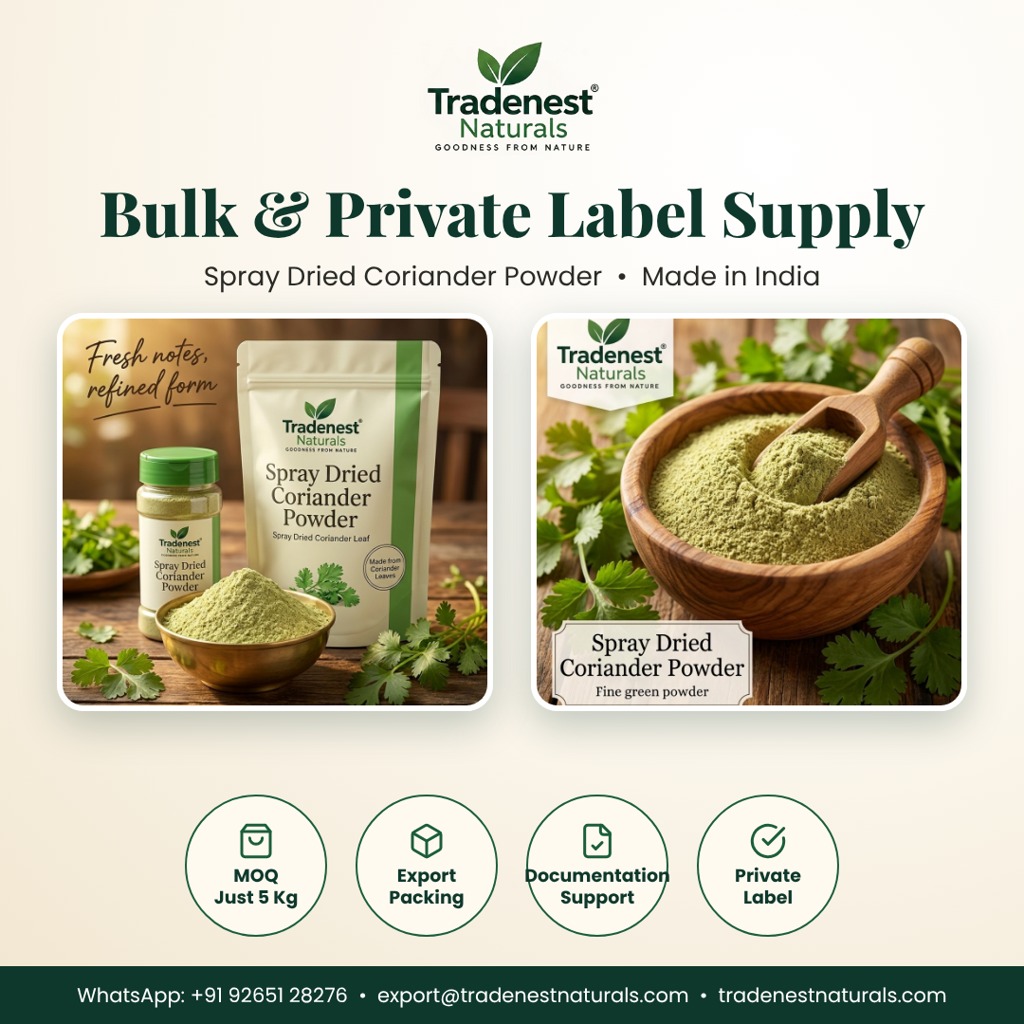 Tradenest®
Naturals
GOODNESS FROM NATURE
Bulk & Private Label Supply
Spray Dried Coriander Powder • Made in India
Fresh notes,
refined form
Tradenest®
Naturals
GOODNESS FROM NATURE
Spray Dried
Coriander
Powder
Spray Dried Coriander Leaf
Made from
Coriander
Leaves
Tradenest®
Naturals
GOODNESS FROM NATURE
Spray Dried
Coriander
Powder
Tradenest®
Naturals
GOODNESS FROM NATURE
Spray Dried
Coriander Powder
Fine green powder
MOQ
Just 5 Kg
Export
Packing
Documentation
Support
Private
Label
WhatsApp: +91 92651 28276 • export@tradenestnaturals.com • tradenestnaturals.com